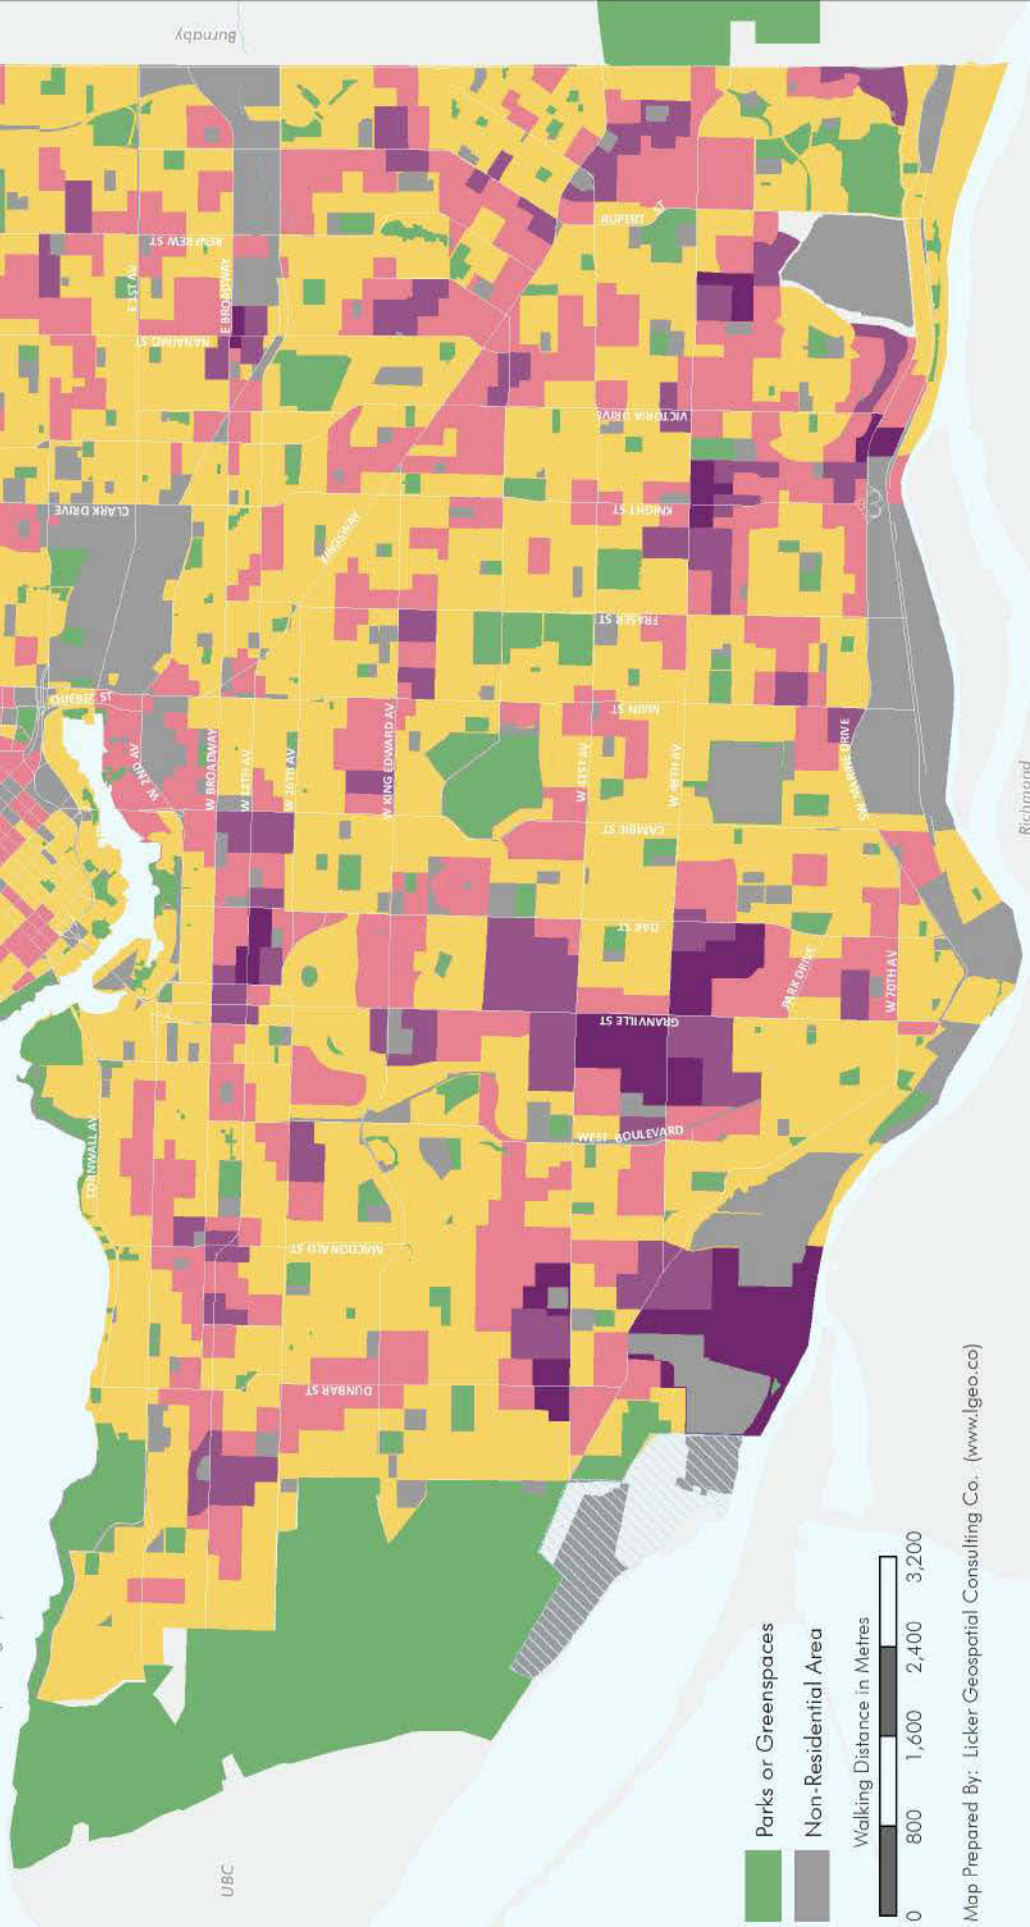 Burnaby
RENFREW ST
E 1ST AV
E BROADWAY
NANAIMO ST
RUPERT ST
VICTORIA DRIVE
CLARK DRIVE
KINGSWAY
KNIGHT ST
FRASER ST
QUEBEC ST
MAIN ST
W 2ND AV
W BROADWAY
W 12TH AV
W 16TH AV
W KING EDWARD AV
W 41ST AV
W 49TH AV
SW MARINE DRIVE
CAMBIE ST
Richmond
OAK ST
PARK DRIVE
W 70TH AV
GRANVILLE ST
CORNWALL AV
WEST BOULEVARD
MACDONALD ST
DUNBAR ST
UBC
Parks or Greenspaces
Non-Residential Area
Walking Distance in Metres
0 800 1,600 2,400 3,200
Map Prepared By: Licker Geospatial Consulting Co. (www.lgeo.co)